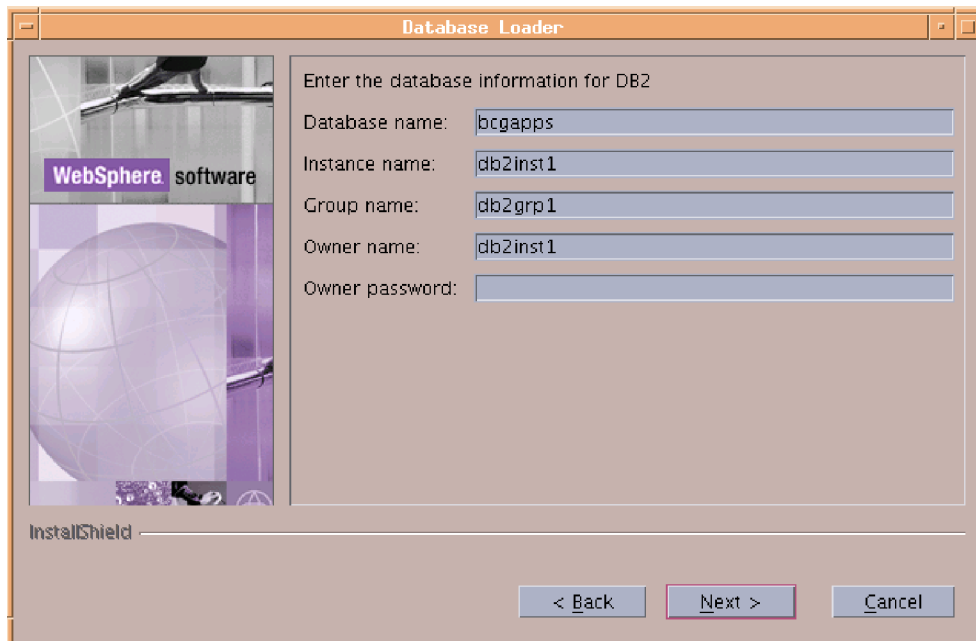 Database Loader
WebSphere software
Enter the database information for DB2
Database name: bcgapps
Instance name: db2inst1
Group name: db2grp1
Owner name: db2inst1
Owner password:
InstallShield
< Back Next > Cancel